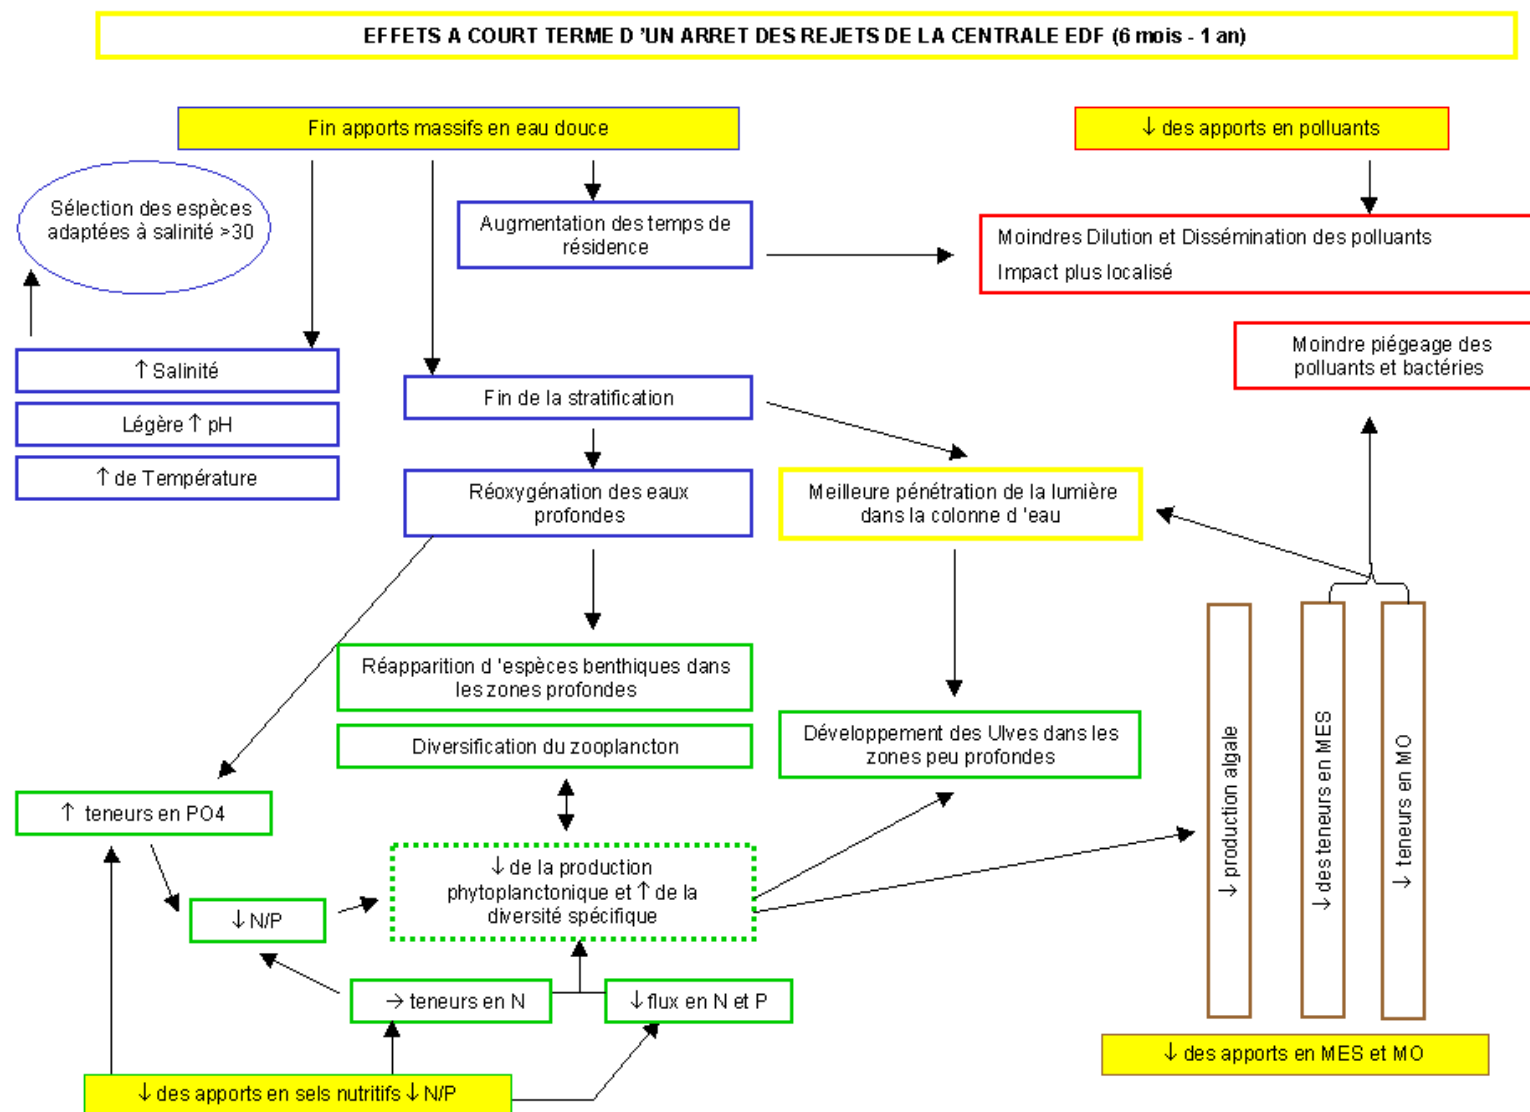 EFFETS A COURT TERME D 'UN ARRET DES REJETS DE LA CENTRALE EDF (6 mois - 1 an)
Fin apports massifs en eau douce
↓ des apports en polluants
Sélection des espèces
adaptées à salinité >30
Augmentation des temps de
résidence
Moindres Dilution et Dissémination des polluants
Impact plus localisé
↑ Salinité
Légère ↑ pH
↑ de Température
Fin de la stratification
Moindre piégeage des
polluants et bactéries
Réoxygénation des eaux
profondes
Meilleure pénétration de la lumière
dans la colonne d 'eau
Réapparition d 'espèces benthiques dans
les zones profondes
Diversification du zooplancton
Développement des Ulves dans les
zones peu profondes
↓ production algale
↓ des teneurs en MES
↓ teneurs en MO
↑ teneurs en PO4
↓ de la production
phytoplanctonique et ↑ de la
diversité spécifique
↓ N/P
→ teneurs en N
↓ flux en N et P
↓ des apports en MES et MO
↓ des apports en sels nutritifs ↓ N/P